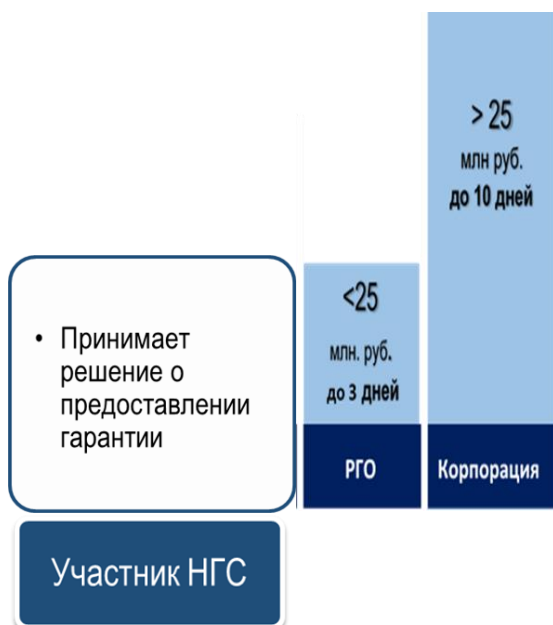 > 25
млн руб.
до 10 дней
<25
млн. руб.
до 3 дней
• Принимает
решение о
предоставлении
гарантии
РГО
Корпорация
Участник НГС